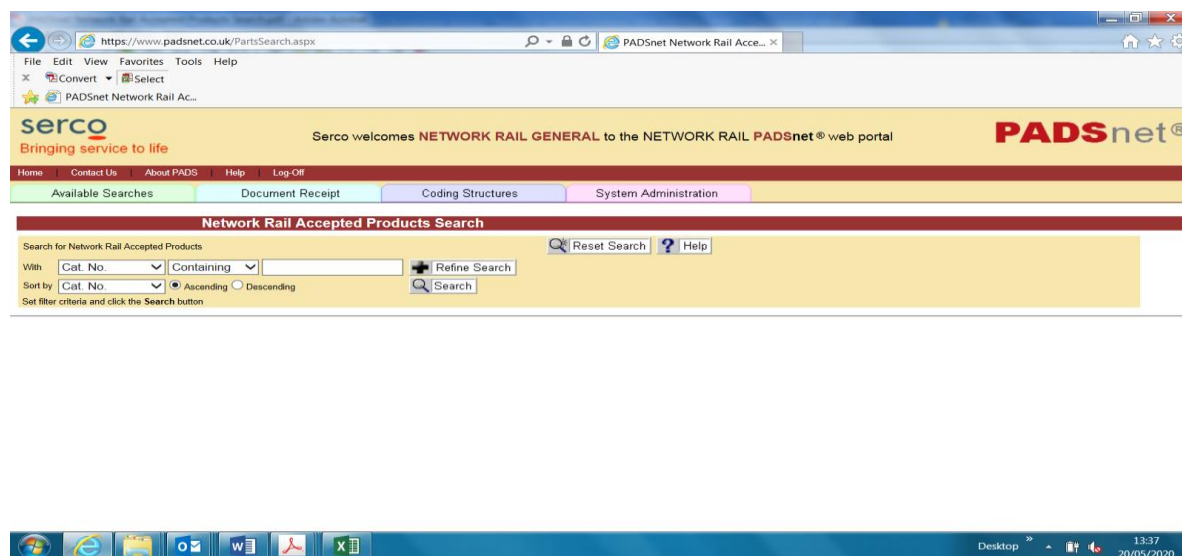 https://www.padsnet.co.uk/PartsSearch.aspx
PADSnet Network Rail Acce...
File Edit View Favorites Tools Help
Convert Select
PADSnet Network Rail Ac...
serco
Bringing service to life
Serco welcomes NETWORK RAIL GENERAL to the NETWORK RAIL PADSnet ® web portal
PADSnet®
Home | Contact Us | About PADS | Help | Log-Off
Available Searches Document Receipt Coding Structures System Administration
Network Rail Accepted Products Search
Search for Network Rail Accepted Products Reset Search ? Help
With Cat. No. Containing Refine Search
Sort by Cat. No. Ascending Descending Search
Set filter criteria and click the Search button
Desktop » 13:37
20/05/2020